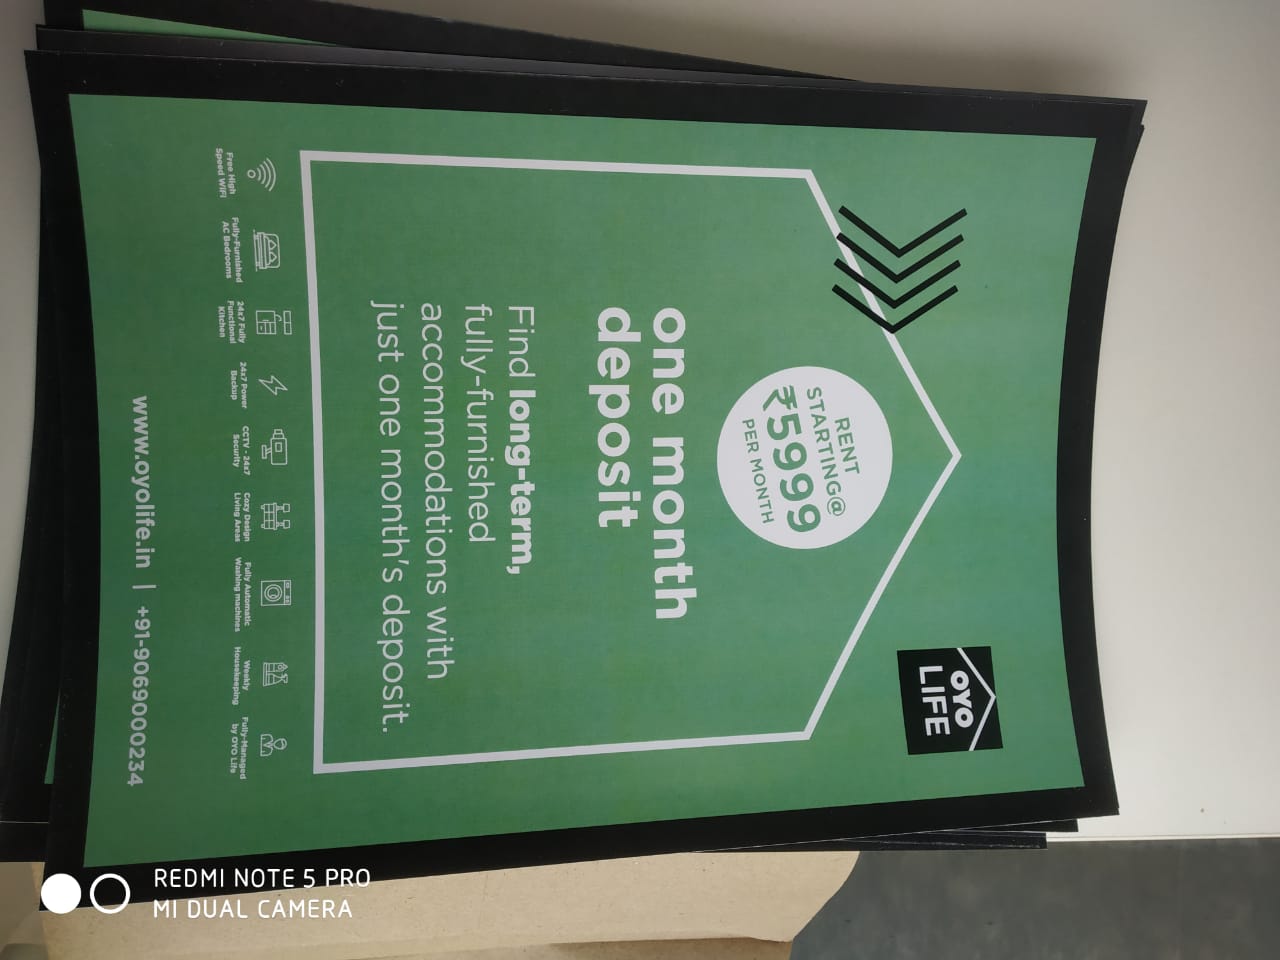 OYO
LIFE
RENT
STARTING@
₹5999
PER MONTH
one month
deposit
Find long-term,
fully-furnished
accommodations with
just one month's deposit.
Free High
Speed WiFi
Fully-Furnished
AC Bedrooms
24x7 Fully
Functional
Kitchen
24x7 Power
Backup
CCTV - 24x7
Security
Cozy Design
Living Areas
Fully Automatic
Washing machines
Weekly
Housekeeping
Fully-Managed
by OYO Life
www.oyolife.in | +91-9069000234
REDMI NOTE 5 PRO
MI DUAL CAMERA